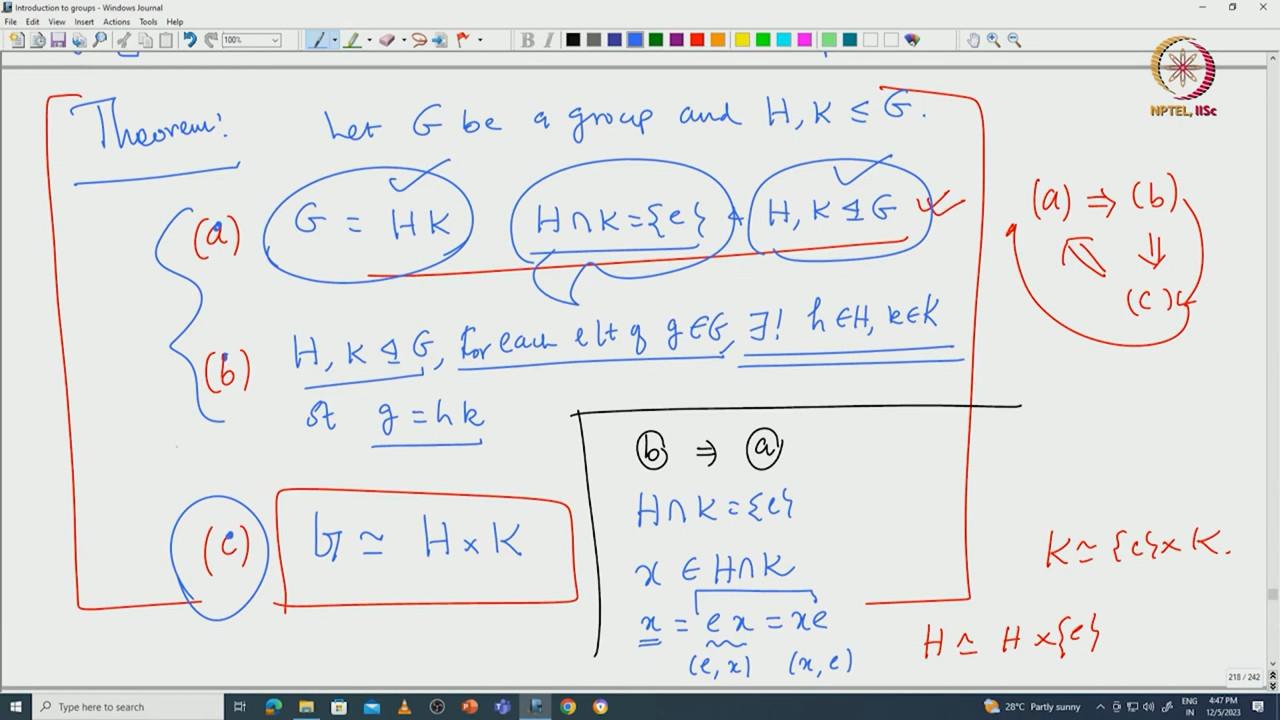 Introduction to groups - Windows Journal
File Edit View Insert Actions Tools Help
100%
B I
NPTEL, IISc
Theorem: Let G be a group and H, K ≤ G.
(a) G = HK H∩K={e} & H, K ⊴ G
(b) H, K ⊴ G, for each elt of g∈G, ∃! h∈H, k∈K
st g = hk
(c) G ≃ H×K
(a) ⇒ (b)
⇓
(c)
ⓑ ⇒ ⓐ
H∩K={e}
x ∈ H∩K
x = ex = xe
(e, x) (x, e)
K ≃ {e}×K.
H ≃ H×{e}
218 / 242
Type here to search
28°C Partly sunny
ENG
IN
4:47 PM
12/5/2023